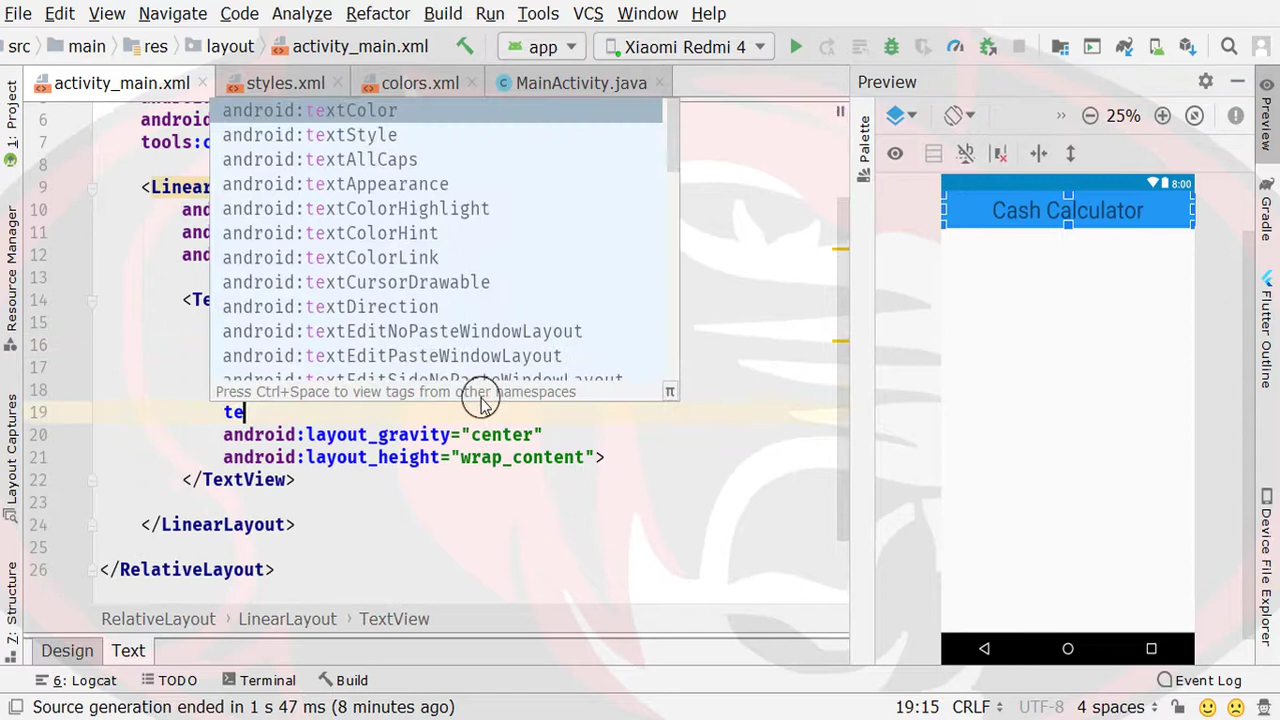 File Edit View Navigate Code Analyze Refactor Build Run Tools VCS Window Help
src main res layout activity_main.xml app Xiaomi Redmi 4
activity_main.xml styles.xml colors.xml MainActivity.java Preview
25%
1: Project
Resource Manager
Layout Captures
Z: Structure
6 android
7 tools:c
9 <Linear
10 and
11 and
12 and
14 <Te
15
16
17
18
19 te
20 android:layout_gravity="center"
21 android:layout_height="wrap_content">
22 </TextView>
24 </LinearLayout>
25
26 </RelativeLayout>
android:textColor
android:textStyle
android:textAllCaps
android:textAppearance
android:textColorHighlight
android:textColorHint
android:textColorLink
android:textCursorDrawable
android:textDirection
android:textEditNoPasteWindowLayout
android:textEditPasteWindowLayout
android:textEditSideNoPasteWindowLayout
Press Ctrl+Space to view tags from other namespaces π
Palette
8:00
Cash Calculator
Preview
Gradle
Flutter Outline
Device File Explorer
RelativeLayout › LinearLayout › TextView
Design Text
6: Logcat TODO Terminal Build Event Log
Source generation ended in 1 s 47 ms (8 minutes ago) 19:15 CRLF UTF-8 4 spaces